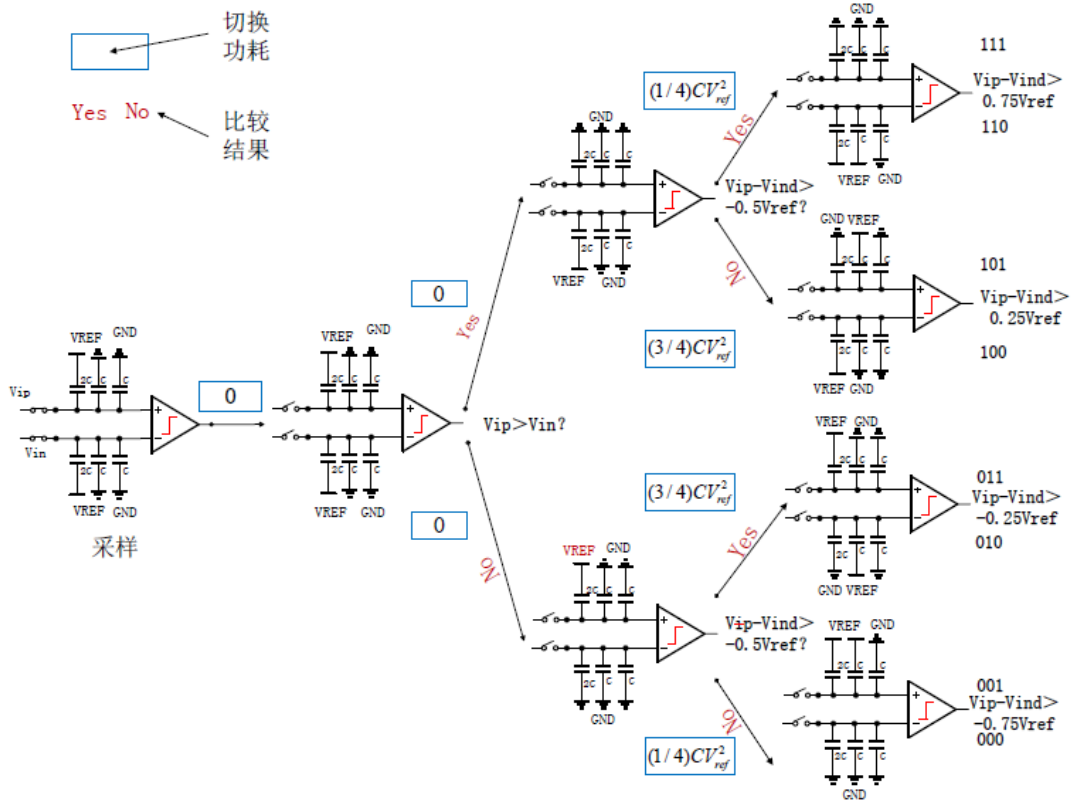 切换
功耗
Yes No
比较
结果
VREF GND
2C C C
Vip
Vin
2C C C
VREF GND
采样
0
VREF GND
2C C C
2C C C
VREF GND
Vip>Vin?
0
Yes
0
No
GND
2C C C
2C C C
VREF GND
Vip-Vind>
-0.5Vref?
(1/4)CV²ref
Yes
No
(3/4)CV²ref
GND
2C C C
2C C C
VREF GND
111
Vip-Vind>
0.75Vref
110
GND VREF
2C C C
2C C C
VREF GND
101
Vip-Vind>
0.25Vref
100
VREF GND
2C C C
2C C C
GND
Vip-Vind>
-0.5Vref?
(3/4)CV²ref
Yes
No
(1/4)CV²ref
VREF GND
2C C C
2C C C
GND VREF
011
Vip-Vind>
-0.25Vref
010
VREF GND
2C C C
2C C C
GND
001
Vip-Vind>
-0.75Vref
000